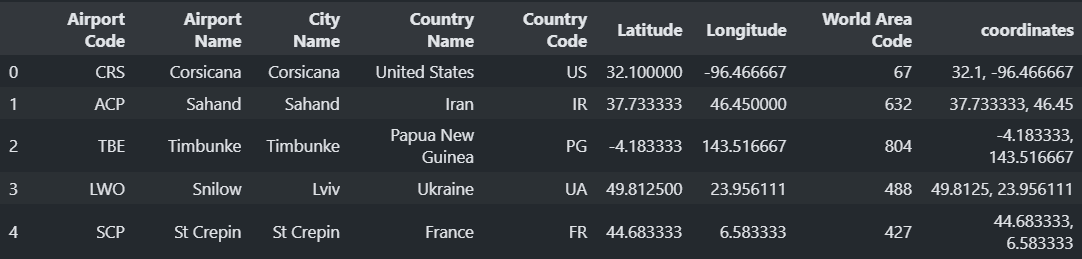 Airport Code Airport Name City Name Country Name Country Code Latitude Longitude World Area Code coordinates
0 CRS Corsicana Corsicana United States US 32.100000 -96.466667 67 32.1, -96.466667
1 ACP Sahand Sahand Iran IR 37.733333 46.450000 632 37.733333, 46.45
2 TBE Timbunke Timbunke Papua New Guinea PG -4.183333 143.516667 804 -4.183333, 143.516667
3 LWO Snilow Lviv Ukraine UA 49.812500 23.956111 488 49.8125, 23.956111
4 SCP St Crepin St Crepin France FR 44.683333 6.583333 427 44.683333, 6.583333